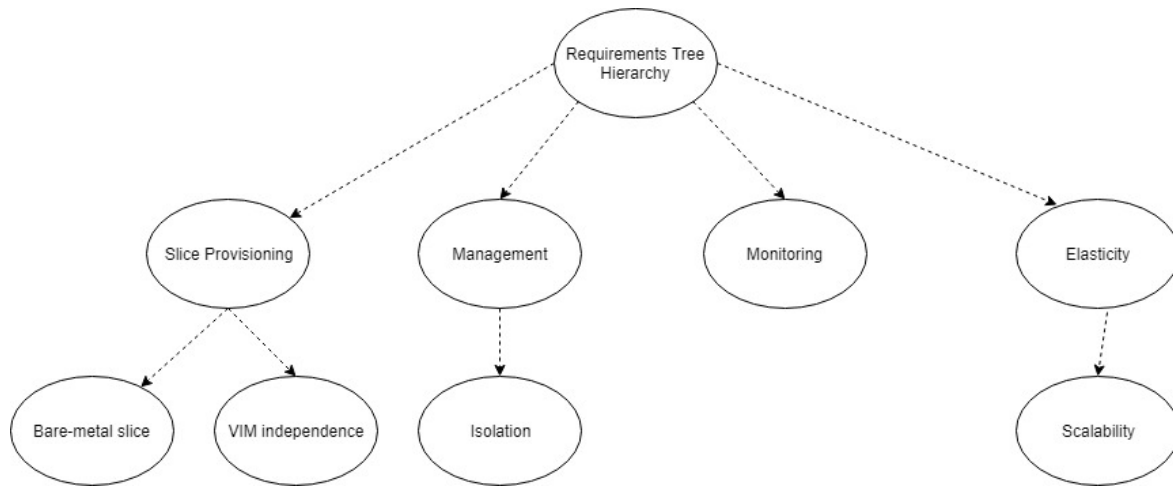 Requirements Tree
Hierarchy
Slice Provisioning
Management
Monitoring
Elasticity
Bare-metal slice
VIM independence
Isolation
Scalability